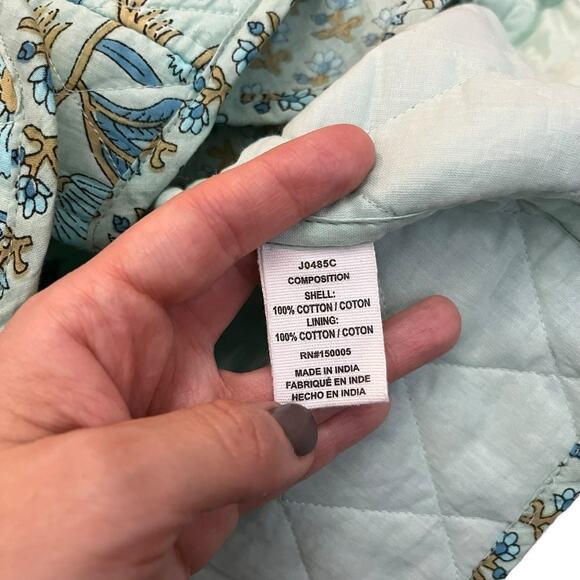 J0485C
COMPOSITION
SHELL:
100% COTTON / COTON
LINING:
100% COTTON / COTON
RN#150005
MADE IN INDIA
FABRIQUÉ EN INDE
HECHO EN INDIA